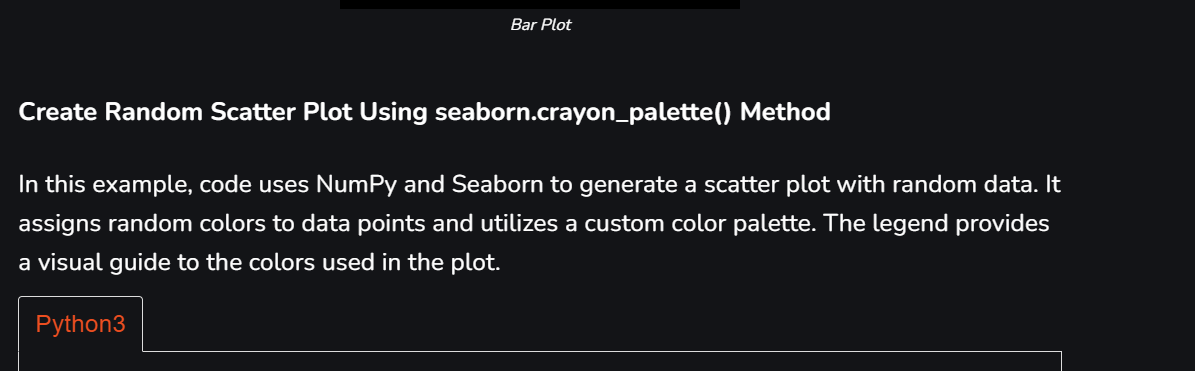 Bar Plot
Create Random Scatter Plot Using seaborn.crayon_palette() Method
In this example, code uses NumPy and Seaborn to generate a scatter plot with random data. It
assigns random colors to data points and utilizes a custom color palette. The legend provides
a visual guide to the colors used in the plot.
Python3